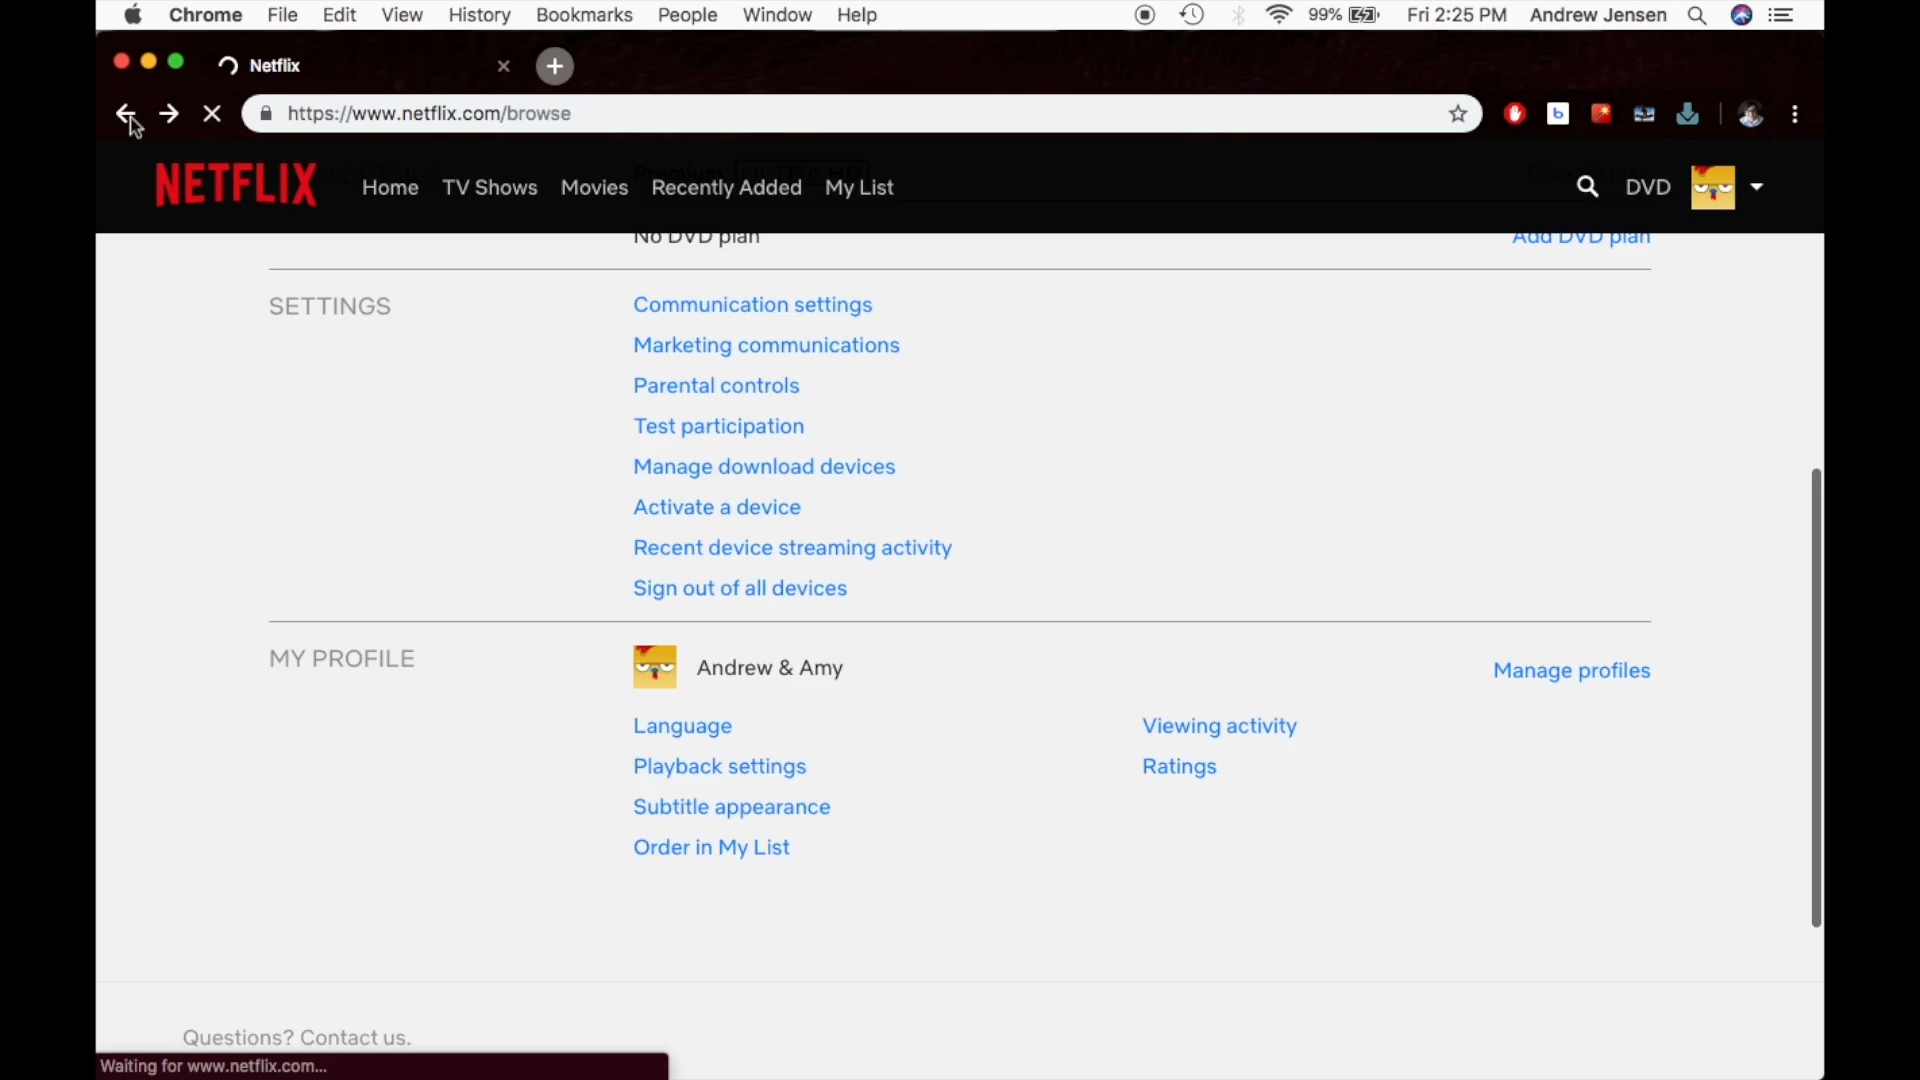 Chrome File Edit View History Bookmarks People Window Help 99% Fri 2:25 PM Andrew Jensen
Netflix
https://www.netflix.com/browse
NETFLIX Home TV Shows Movies Recently Added My List DVD
No DVD plan Add DVD plan
SETTINGS
Communication settings
Marketing communications
Parental controls
Test participation
Manage download devices
Activate a device
Recent device streaming activity
Sign out of all devices
MY PROFILE
Andrew & Amy
Manage profiles
Language Viewing activity
Playback settings Ratings
Subtitle appearance
Order in My List
Questions? Contact us.
Waiting for www.netflix.com...